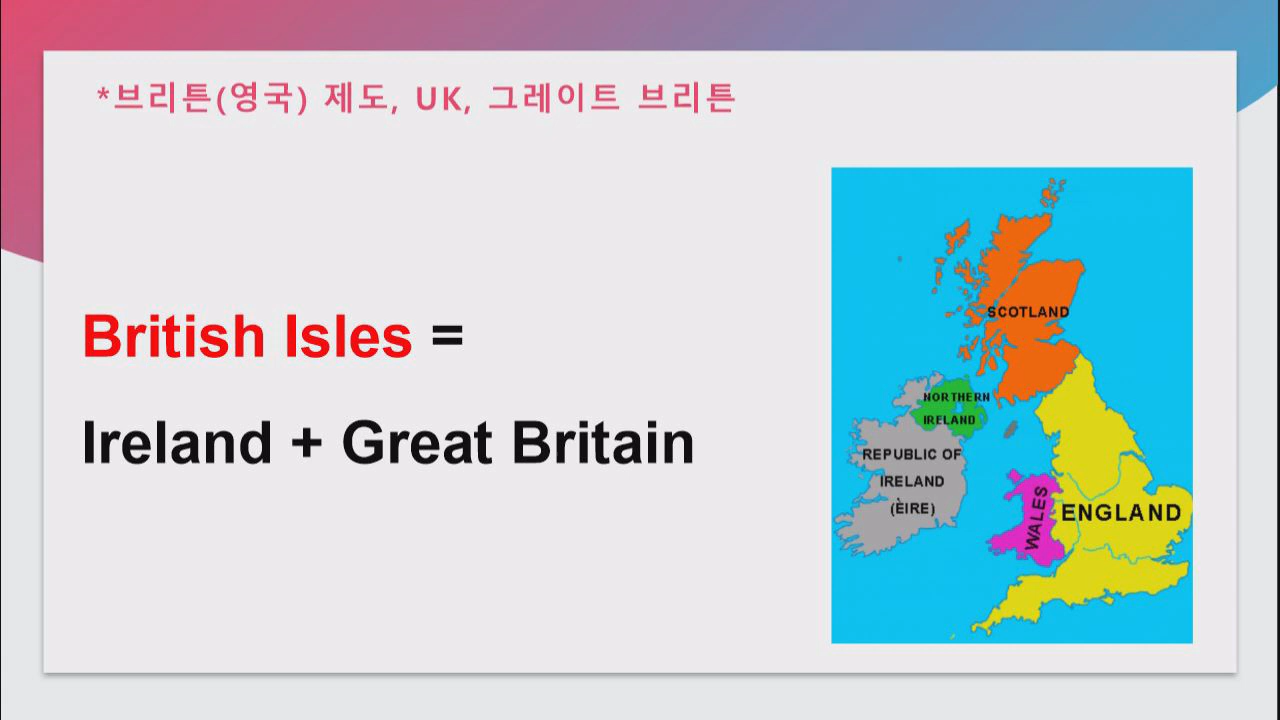 *브리튼(영국) 제도, UK, 그레이트 브리튼
British Isles =
Ireland + Great Britain
SCOTLAND
NORTHERN
IRELAND
REPUBLIC OF
IRELAND
(ÈIRE)
WALES
ENGLAND